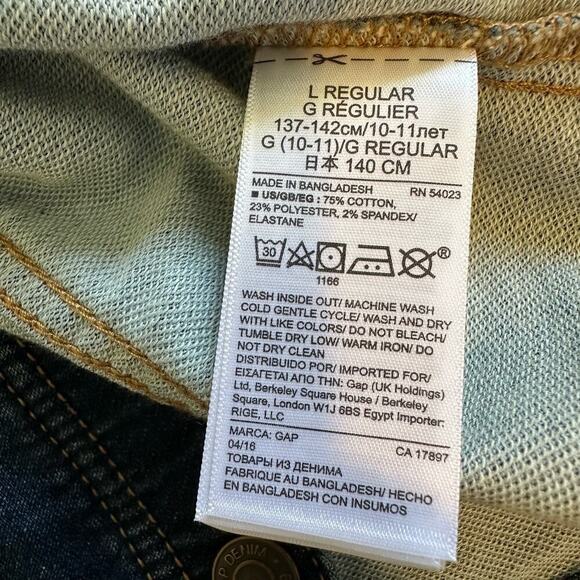 L REGULAR
G RÉGULIER
137-142см/10-11лет
G (10-11)/G REGULAR
日本 140 CM
MADE IN BANGLADESH RN 54023
■ US/GB/EG : 75% COTTON,
23% POLYESTER, 2% SPANDEX/
ELASTANE
30
1166
WASH INSIDE OUT/ MACHINE WASH
COLD GENTLE CYCLE/ WASH AND DRY
WITH LIKE COLORS/ DO NOT BLEACH/
TUMBLE DRY LOW/ WARM IRON/ DO
NOT DRY CLEAN
DISTRIBUIDO POR/ IMPORTED FOR/
ΕΙΣΑΓΕΤΑΙ ΑΠΟ ΤΗΝ: Gap (UK Holdings)
Ltd, Berkeley Square House / Berkeley
Square, London W1J 6BS Egypt Importer:
RIGE, LLC
MARCA: GAP CA 17897
04/16
ТОВАРЫ ИЗ ДЕНИМА
FABRIQUE AU BANGLADESH/ HECHO
EN BANGLADESH CON INSUMOS
P DENIM